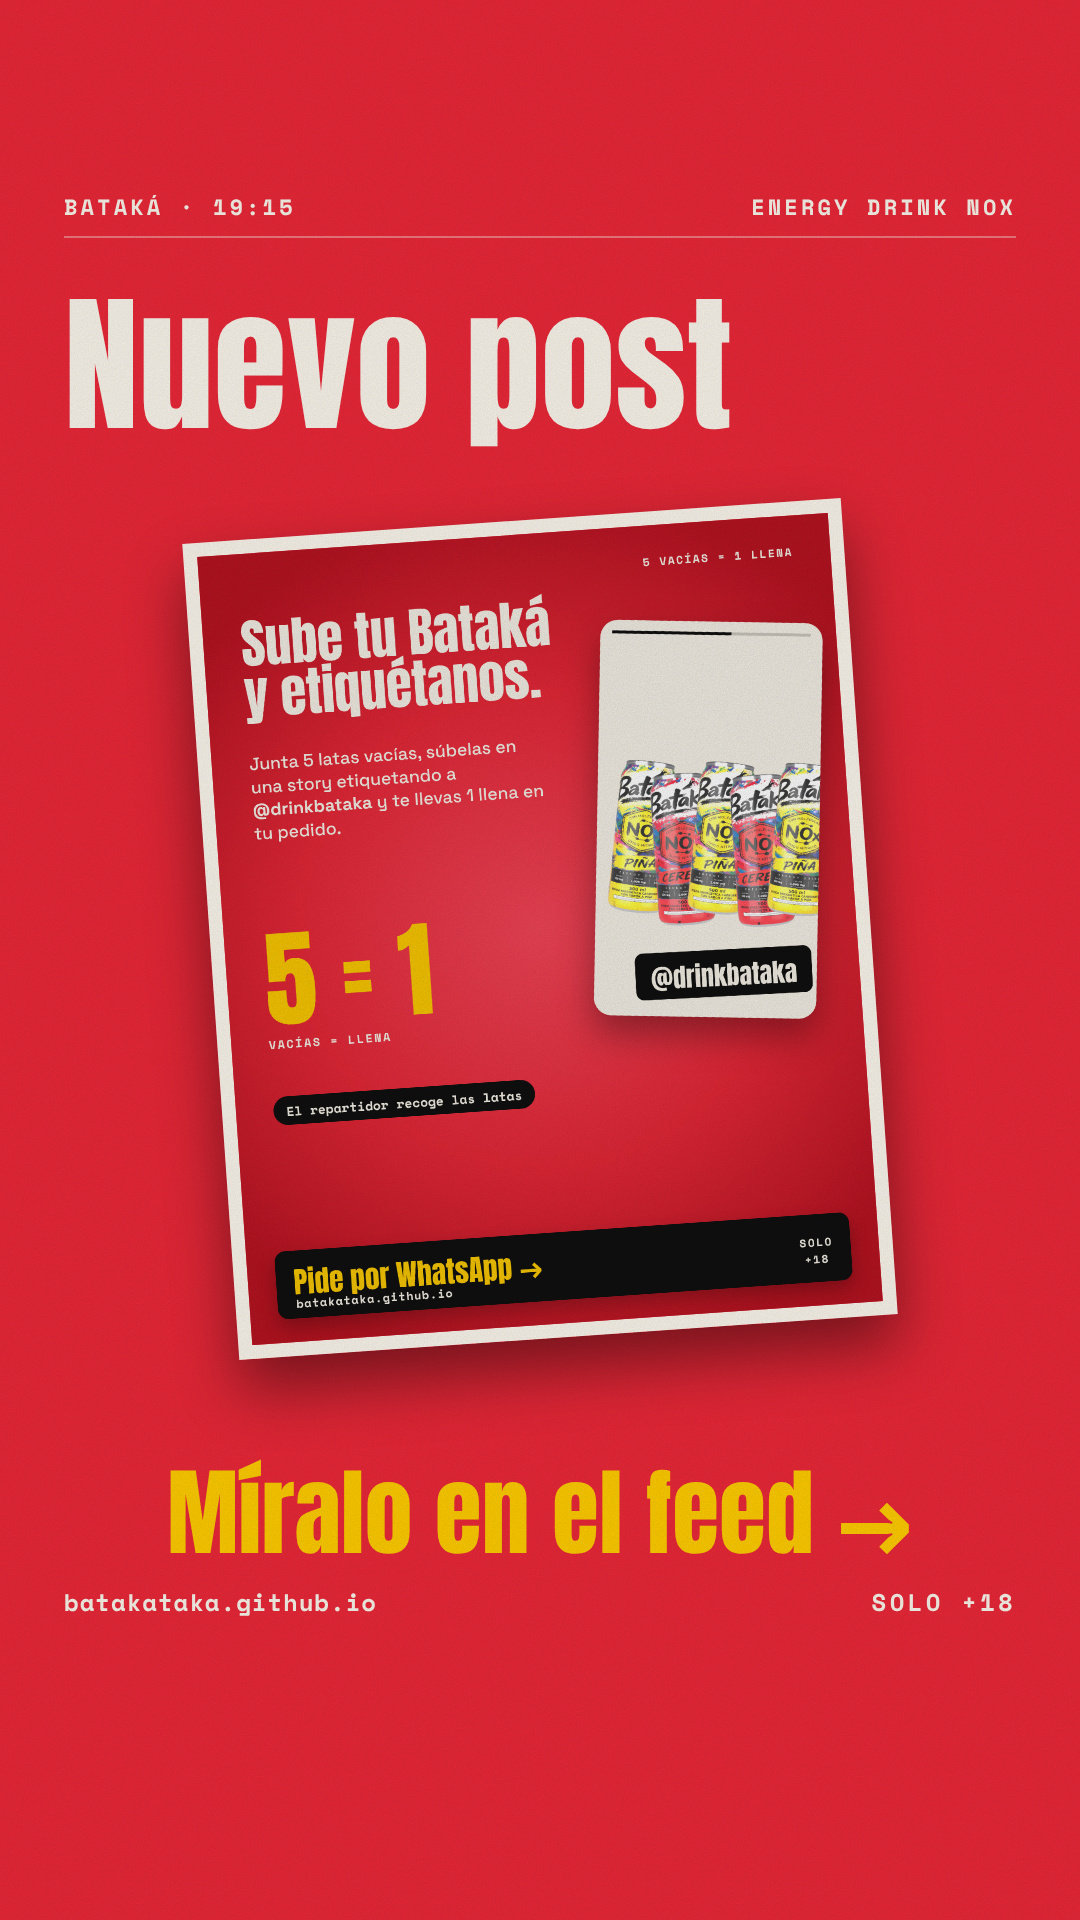 BATAKÁ · 19:15
ENERGY DRINK NOX
Nuevo post
5 VACÍAS = 1 LLENA
Sube tu Bataká
y etiquétanos.
Junta 5 latas vacías, súbelas en
una story etiquetando a
@drinkbataka y te llevas 1 llena en
tu pedido.
PIÑA
PIÑA
PIÑA
@drinkbataka
5 = 1
VACÍAS = LLENA
El repartidor recoge las latas
Pide por WhatsApp →
batakataka.github.io
SOLO
+18
Míralo en el feed →
batakataka.github.io
SOLO +18